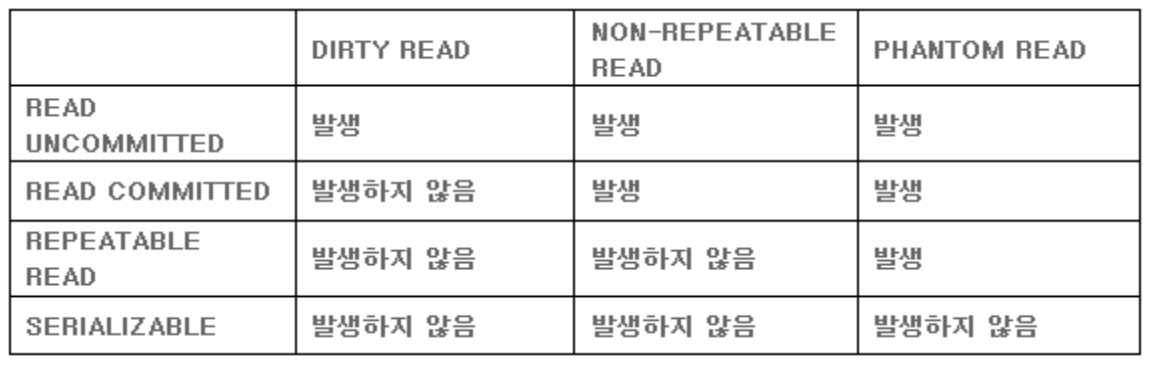 DIRTY READ
NON-REPEATABLE
READ
PHANTOM READ
READ
UNCOMMITTED
발생
발생
발생
READ COMMITTED
발생하지 않음
발생
발생
REPEATABLE
READ
발생하지 않음
발생하지 않음
발생
SERIALIZABLE
발생하지 않음
발생하지 않음
발생하지 않음